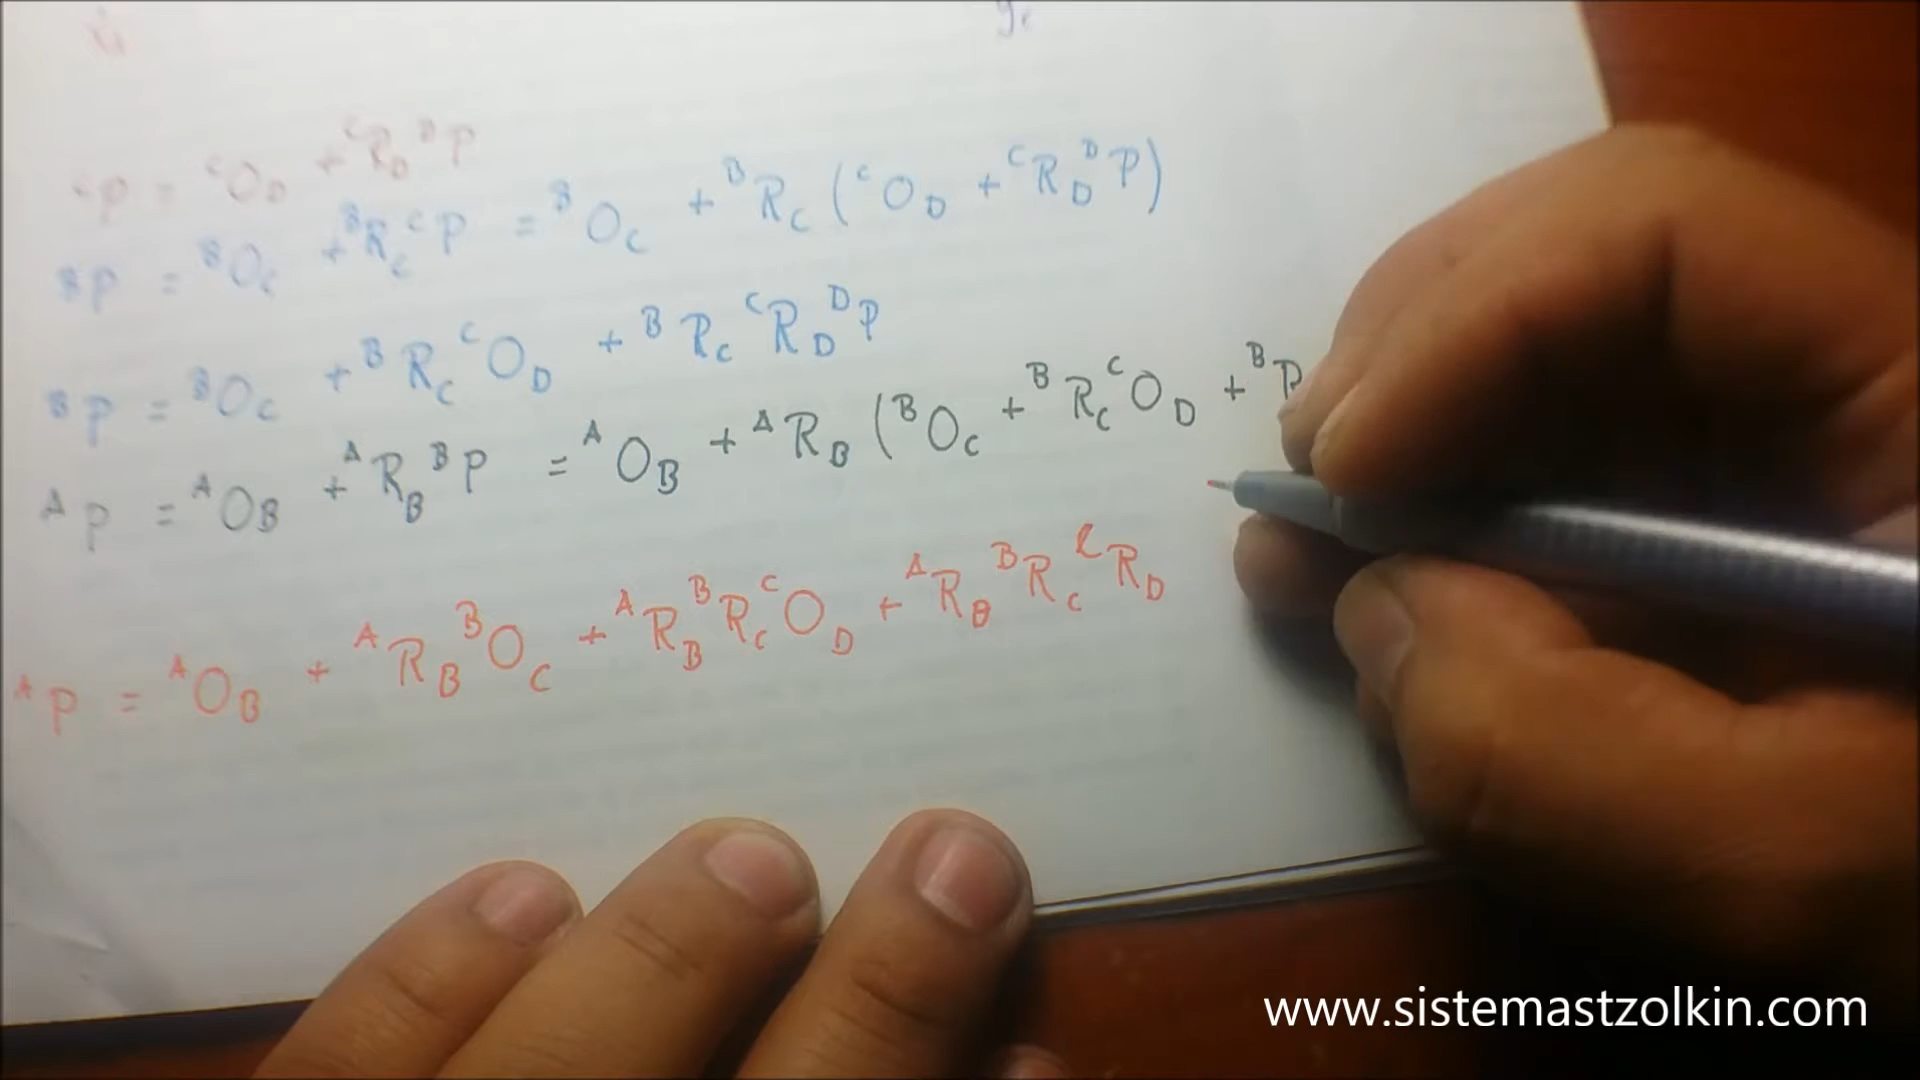 ᶜP = ᶜO_D + ᶜR_D ᴰP
ᴮP = ᴮO_C + ᴮR_C ᶜP = ᴮO_C + ᴮR_C (ᶜO_D + ᶜR_D ᴰP)
ᴮP = ᴮO_C + ᴮR_C ᶜO_D + ᴮR_C ᶜR_D ᴰP
ᴬP = ᴬO_B + ᴬR_B ᴮP = ᴬO_B + ᴬR_B (ᴮO_C + ᴮR_C ᶜO_D + ᴮR
ᴬP = ᴬO_B + ᴬR_B ᴮO_C + ᴬR_B ᴮR_C ᶜO_D + ᴬR_B ᴮR_C ᶜR_D
www.sistemastzolkin.com